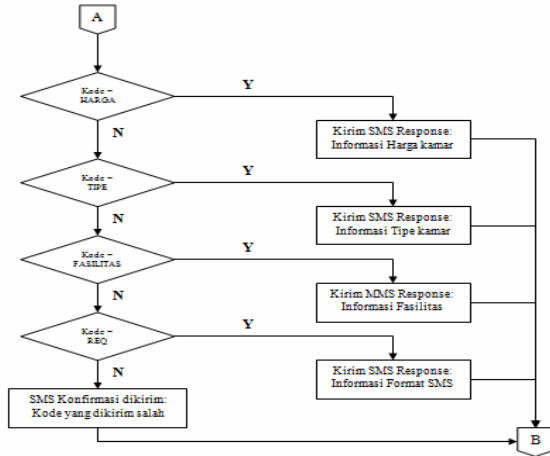 A
Kode =
HARGA
Y
N
Kirim SMS Response:
Informasi Harga kamar
Kode =
TIPE
Y
N
Kirim SMS Response:
Informasi Tipe kamar
Kode =
FASILITAS
Y
N
Kirim MMS Response:
Informasi Fasilitas
Kode =
REQ
Y
N
Kirim SMS Response:
Informasi Format SMS
SMS Konfirmasi dikirim:
Kode yang dikirim salah
B